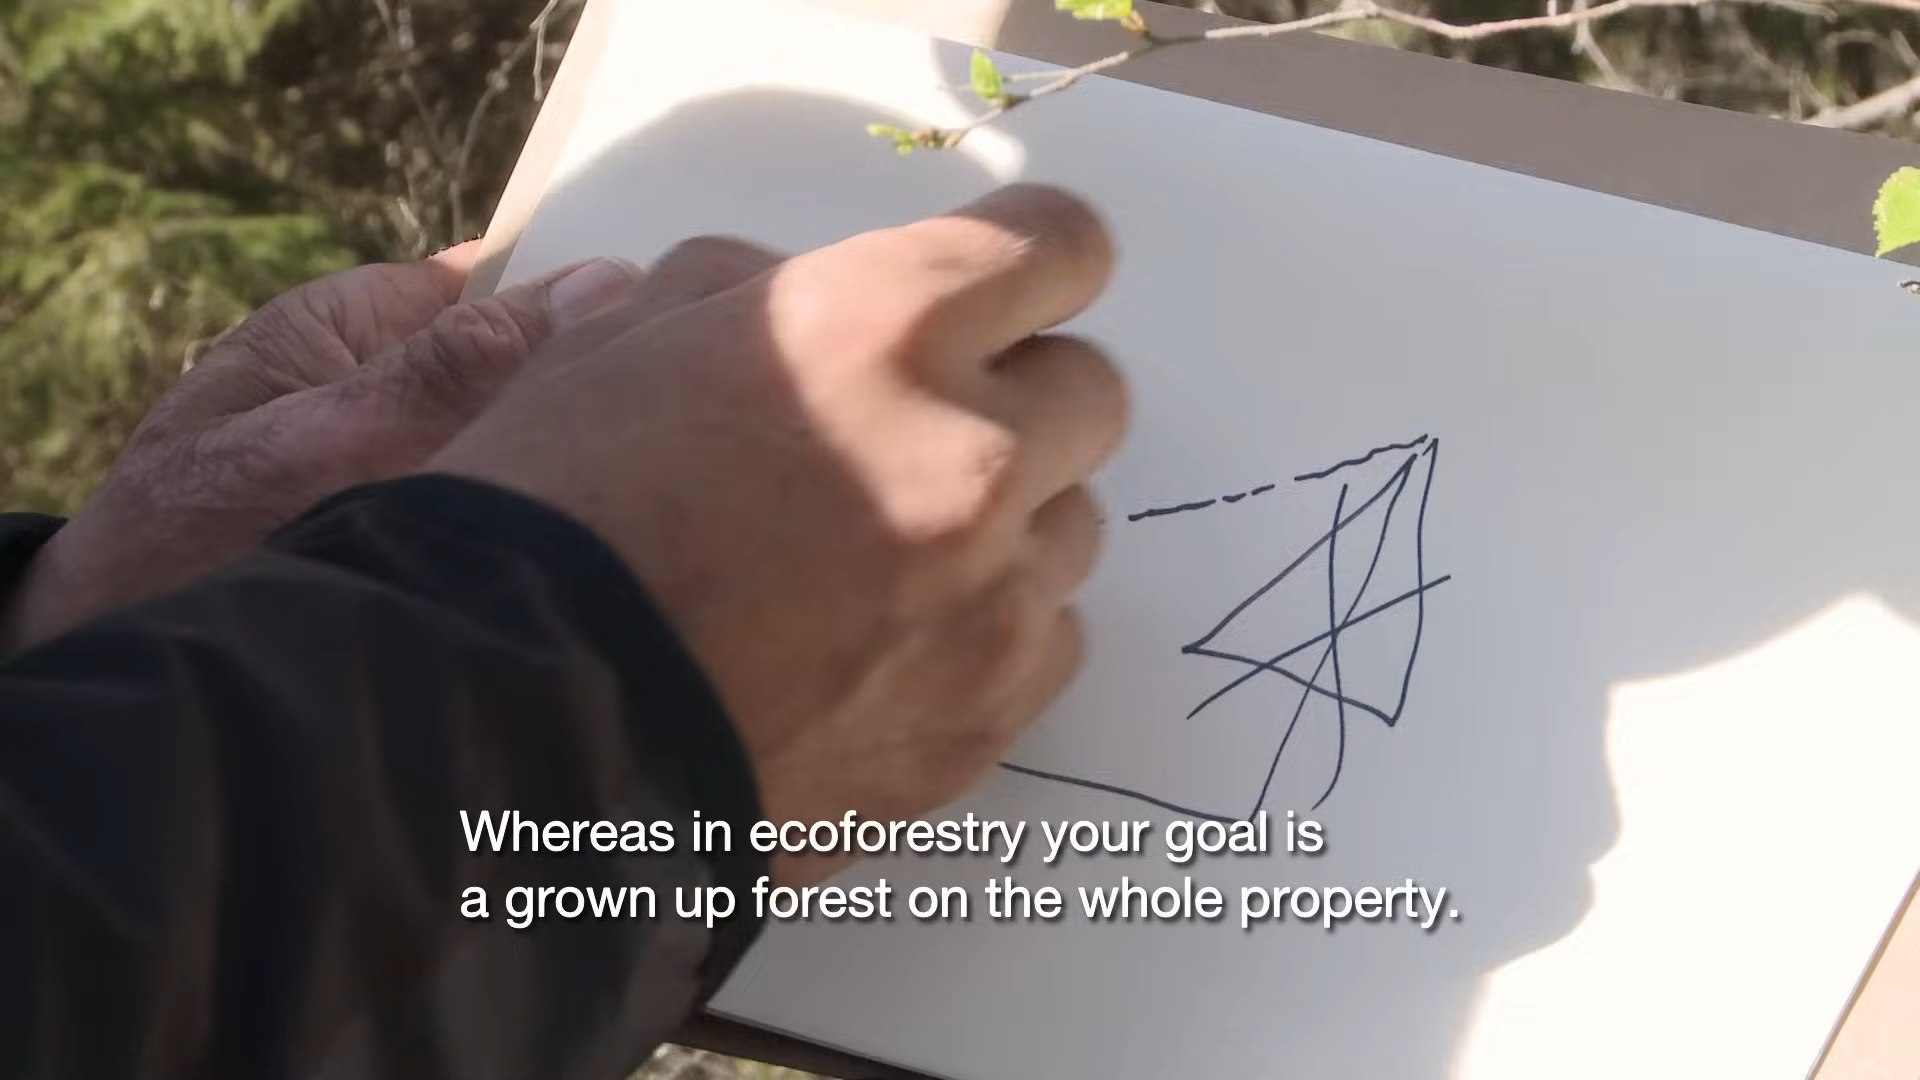 Whereas in ecoforestry your goal is
a grown up forest on the whole property.